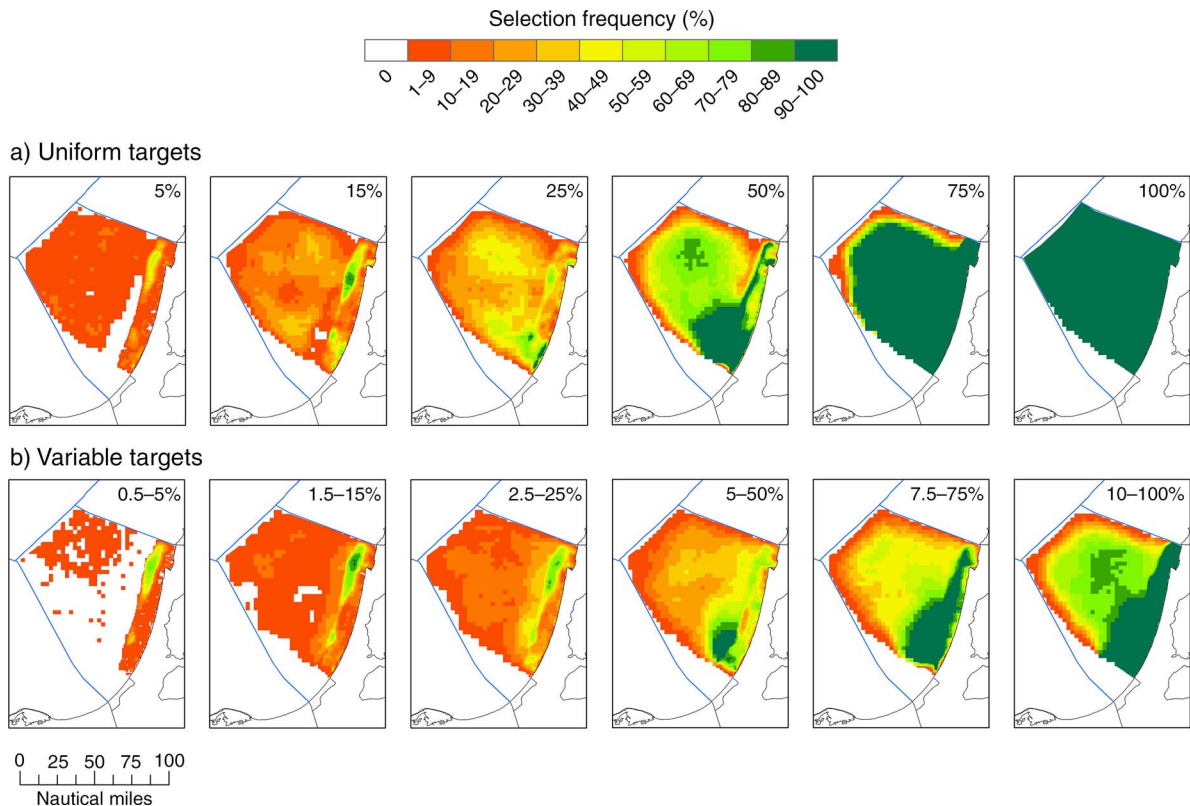 Selection frequency (%)
0 1–9 10–19 20–29 30–39 40–49 50–59 60–69 70–79 80–89 90–100
a) Uniform targets
5% 15% 25% 50% 75% 100%
b) Variable targets
0.5–5% 1.5–15% 2.5–25% 5–50% 7.5–75% 10–100%
0 25 50 75 100
Nautical miles